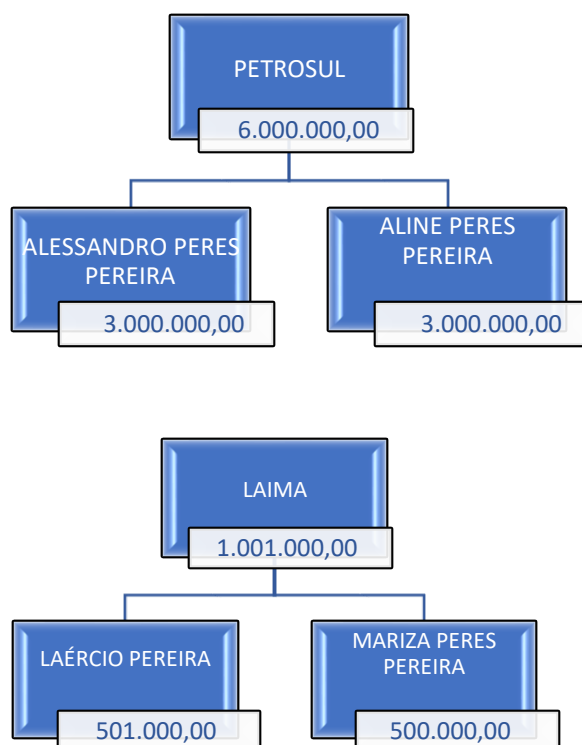 PETROSUL
6.000.000,00
ALESSANDRO PERES
PEREIRA
3.000.000,00
ALINE PERES
PEREIRA
3.000.000,00
LAIMA
1.001.000,00
LAÉRCIO PEREIRA
501.000,00
MARIZA PERES
PEREIRA
500.000,00